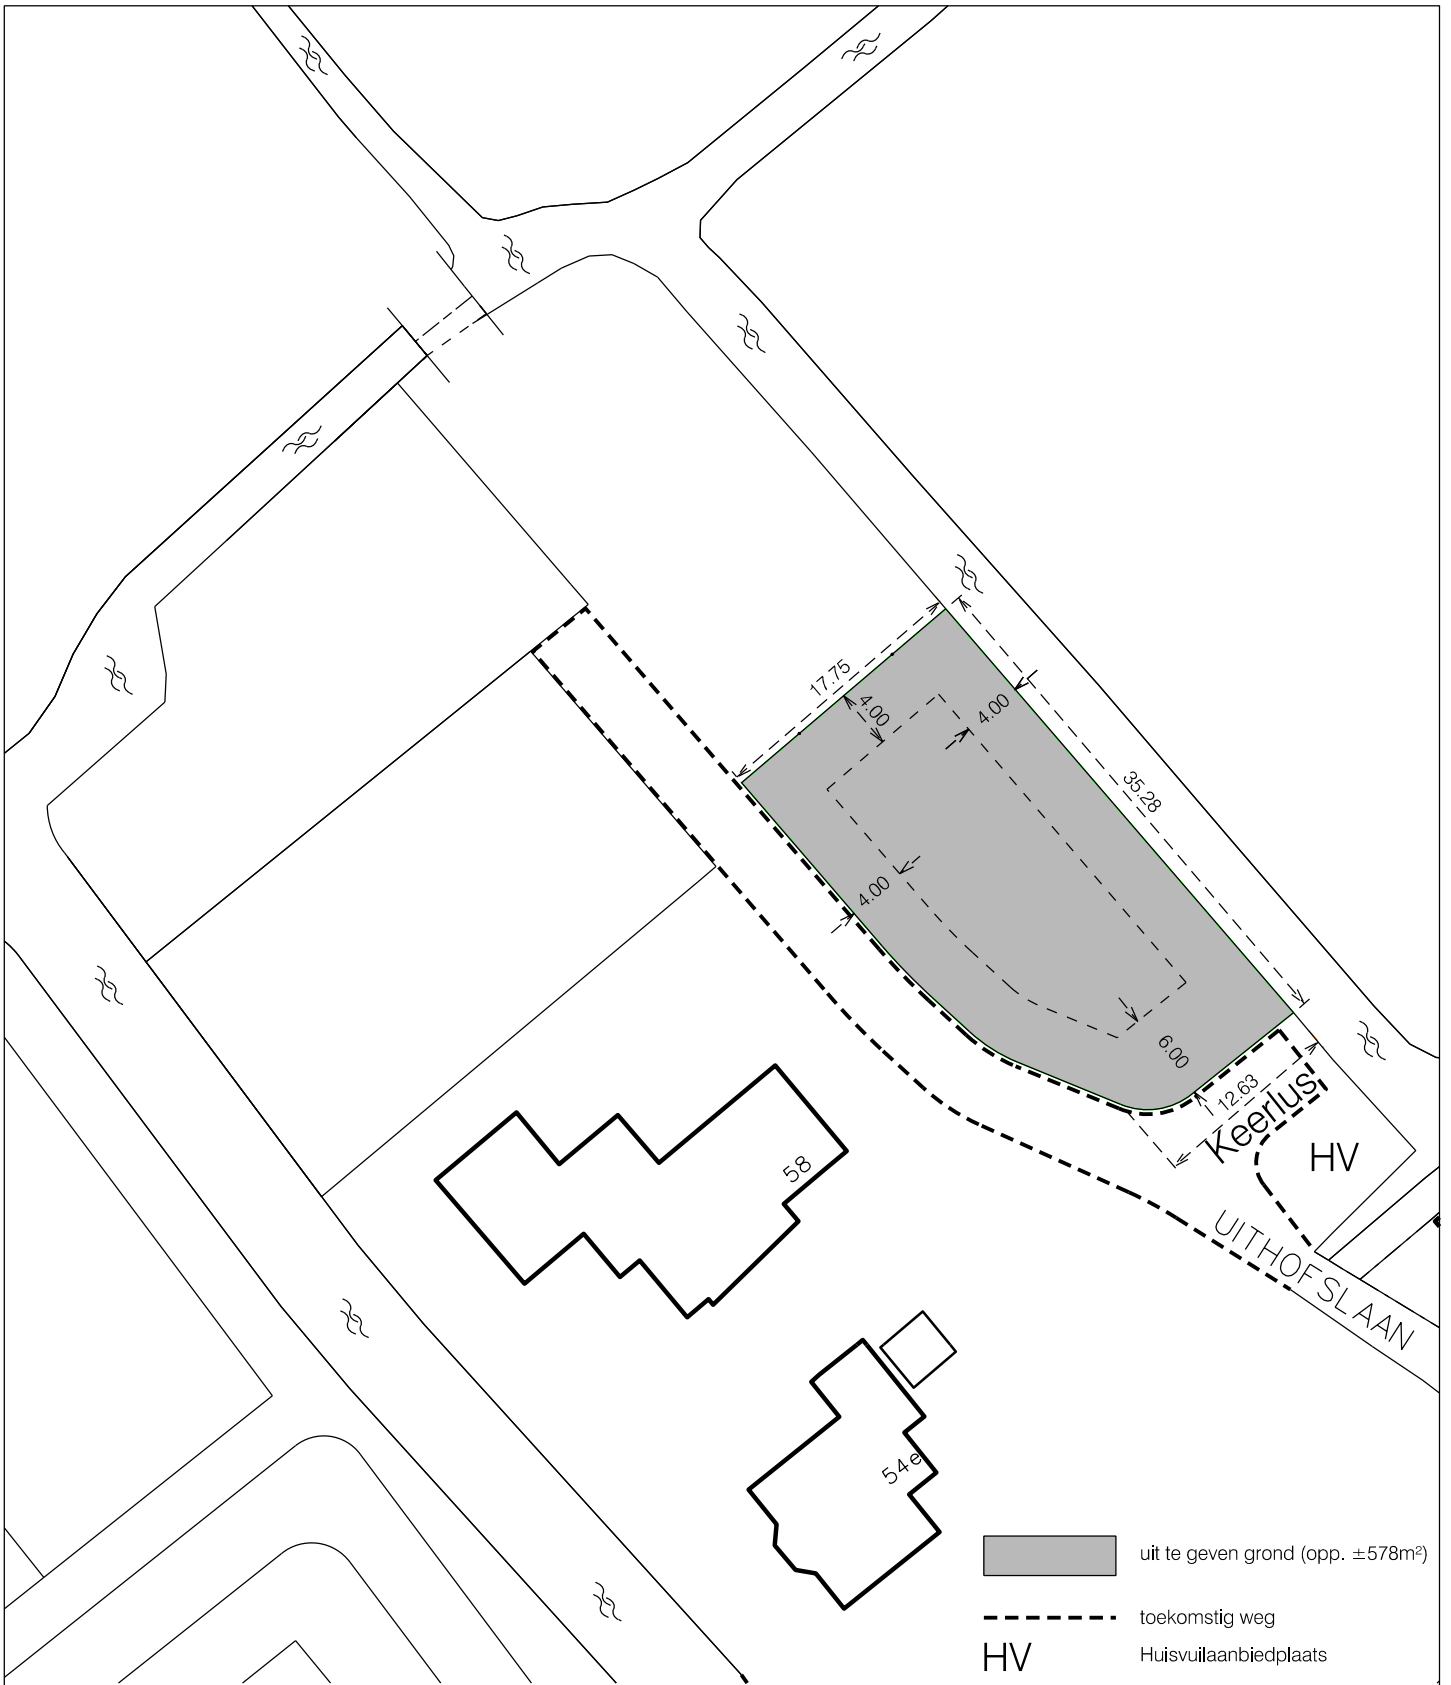 17.75
4.00
4.00
35.28
4.00
6.00
12.63
Keerlus
HV
58
UITHOFSLAAN
54e
uit te geven grond (opp. ±578m²)
toekomstig weg
HV Huisvuilaanbiedplaats